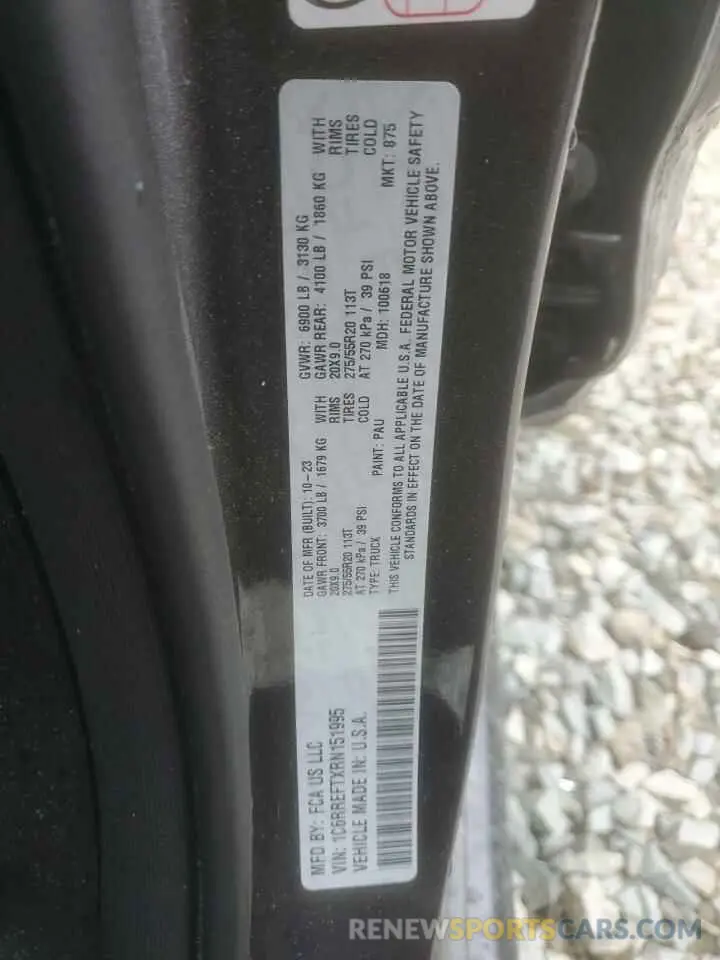 MFD BY: FCA US LLC
VIN: 1C6RREFTXRN151995
VEHICLE MADE IN: U.S.A.
DATE OF MFR (BUILT): 10-23
GAWR FRONT: 3700 LB / 1679 KG WITH
20X9.0 RIMS
275/55R20 113T TIRES
AT 270 kPa / 39 PSI COLD
TYPE: TRUCK PAINT: PAU
GVWR: 6900 LB / 3130 KG
GAWR REAR: 4100 LB / 1860 KG WITH
20X9.0 RIMS
275/55R20 113T TIRES
AT 270 kPa / 39 PSI COLD
MDH: 100618 MKT: 875
THIS VEHICLE CONFORMS TO ALL APPLICABLE U.S.A. FEDERAL MOTOR VEHICLE SAFETY
STANDARDS IN EFFECT ON THE DATE OF MANUFACTURE SHOWN ABOVE.
RENEWSPORTSCARS.COM